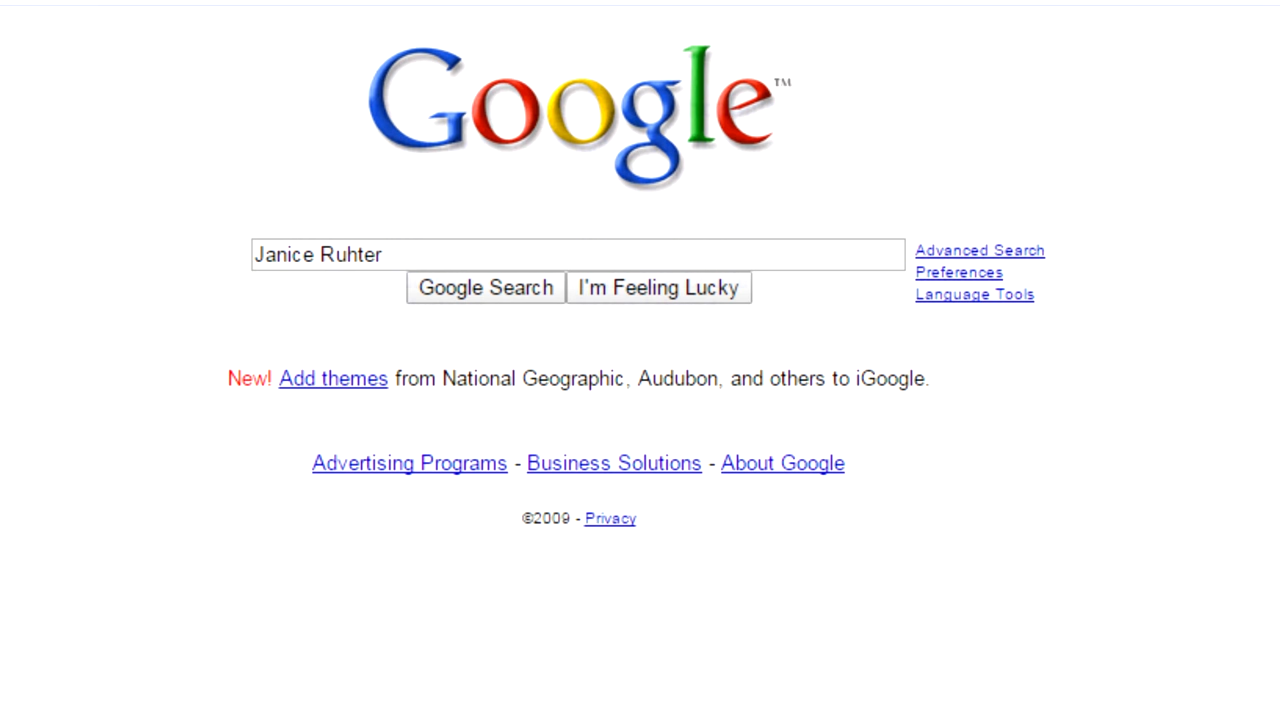 Google™
Janice Ruhter
Advanced Search
Google Search I'm Feeling Lucky
Preferences
Language Tools
New! Add themes from National Geographic, Audubon, and others to iGoogle.
Advertising Programs - Business Solutions - About Google
©2009 - Privacy